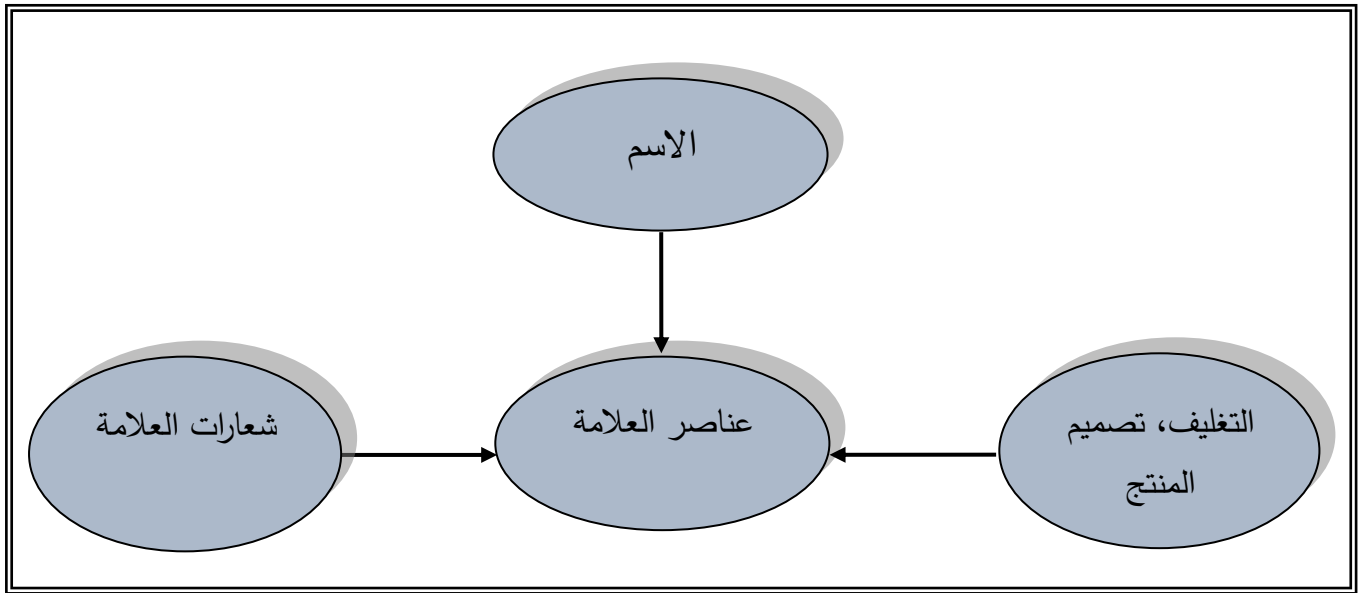 الاسم
التغليف، تصميم
المنتج
عناصر العلامة
شعارات العلامة